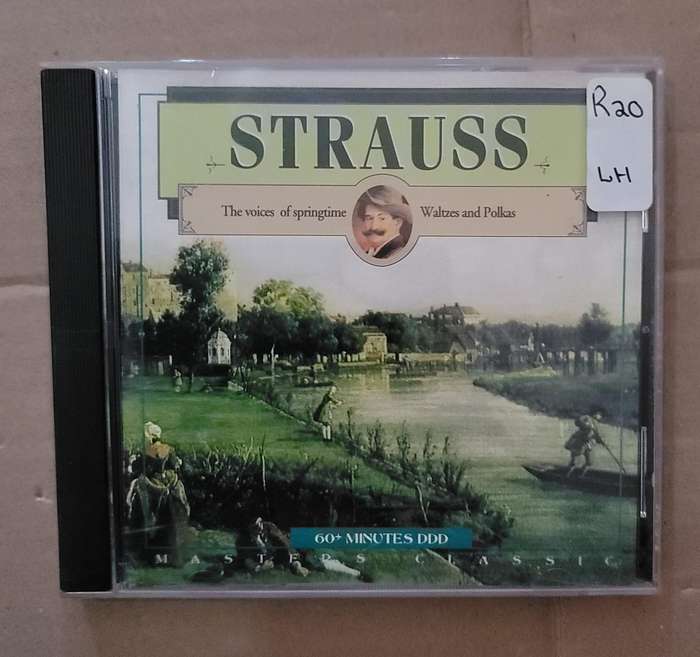 STRAUSS
R20
LH
The voices of springtime Waltzes and Polkas
60+ MINUTES DDD
MASTERS CLASSIC